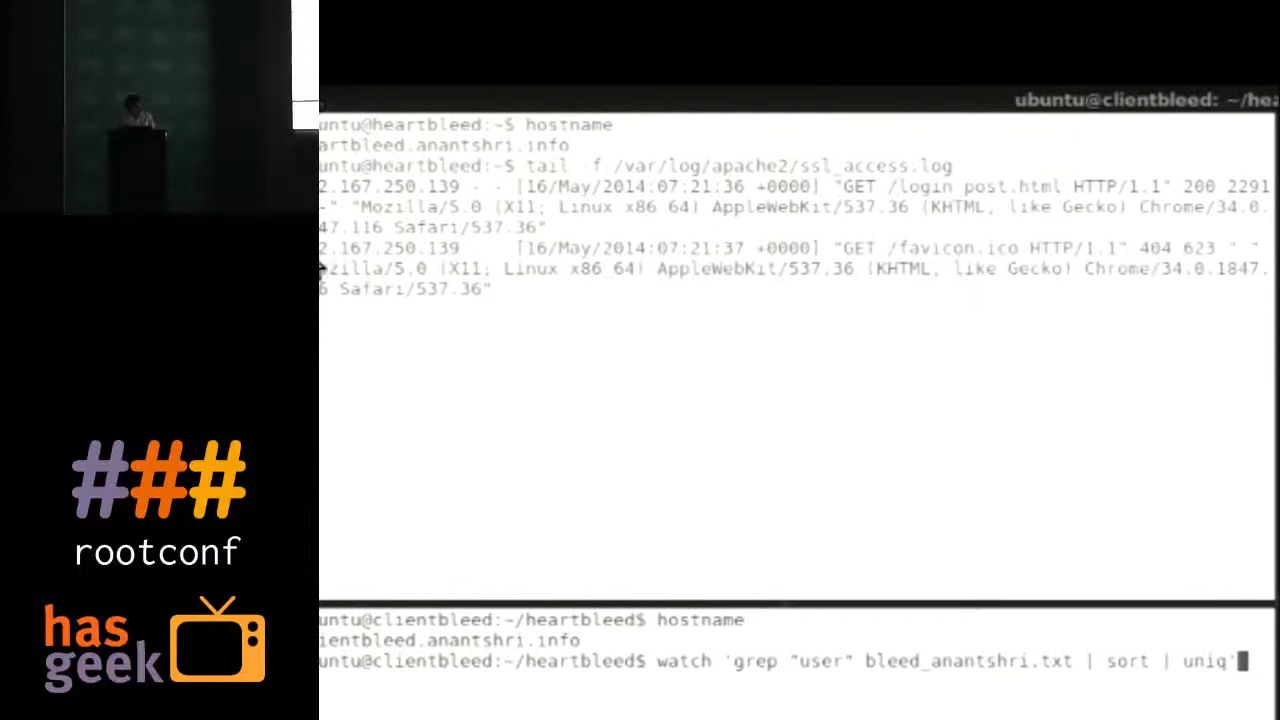 ubuntu@clientbleed: ~/hea
untu@heartbleed:~$ hostname
artbleed.anantshri.info
untu@heartbleed:~$ tail -f /var/log/apache2/ssl_access.log
2.167.250.139 - - [16/May/2014:07:21:36 +0000] "GET /login_post.html HTTP/1.1" 200 2291
-" "Mozilla/5.0 (X11; Linux x86_64) AppleWebKit/537.36 (KHTML, like Gecko) Chrome/34.0.
47.116 Safari/537.36"
2.167.250.139 - - [16/May/2014:07:21:37 +0000] "GET /favicon.ico HTTP/1.1" 404 623 "-" "
zilla/5.0 (X11; Linux x86_64) AppleWebKit/537.36 (KHTML, like Gecko) Chrome/34.0.1847.
6 Safari/537.36"
untu@clientbleed:~/heartbleed$ hostname
ientbleed.anantshri.info
untu@clientbleed:~/heartbleed$ watch 'grep "user" bleed_anantshri.txt | sort | uniq'
###
rootconf
has
geek